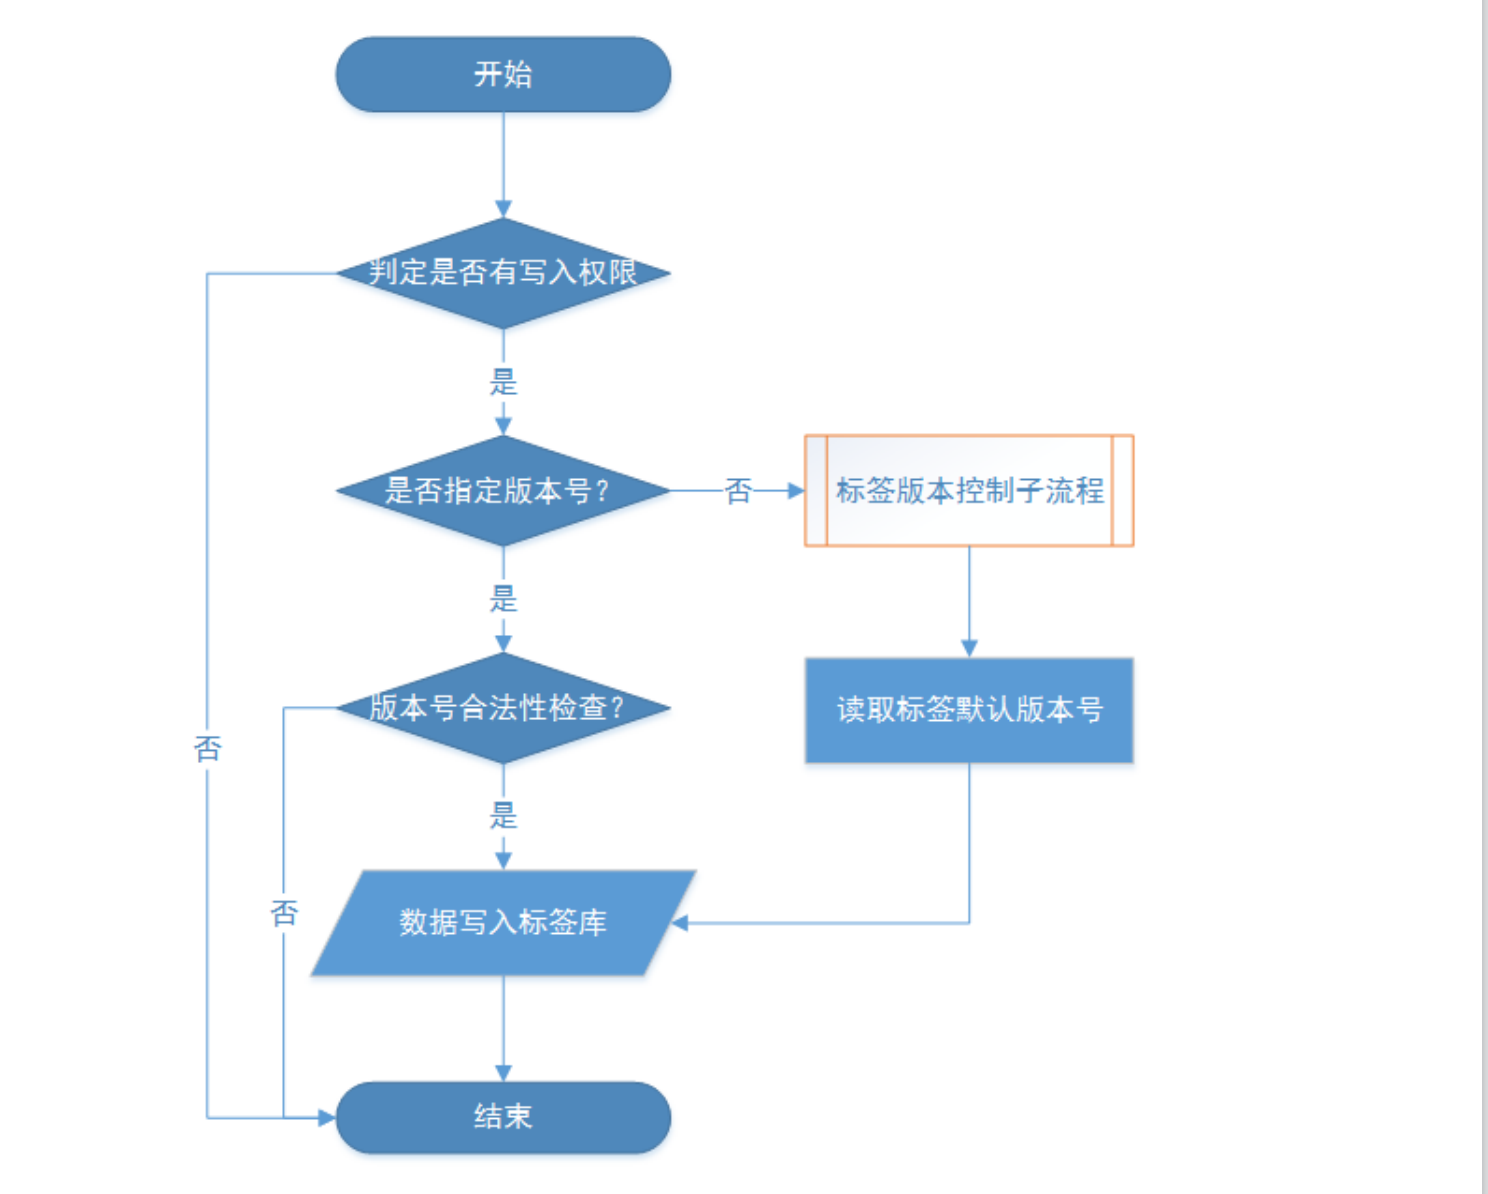 开始
判定是否有写入权限
是
是否指定版本号?
否
标签版本控制子流程
是
版本号合法性检查?
读取标签默认版本号
否
是
否
数据写入标签库
结束